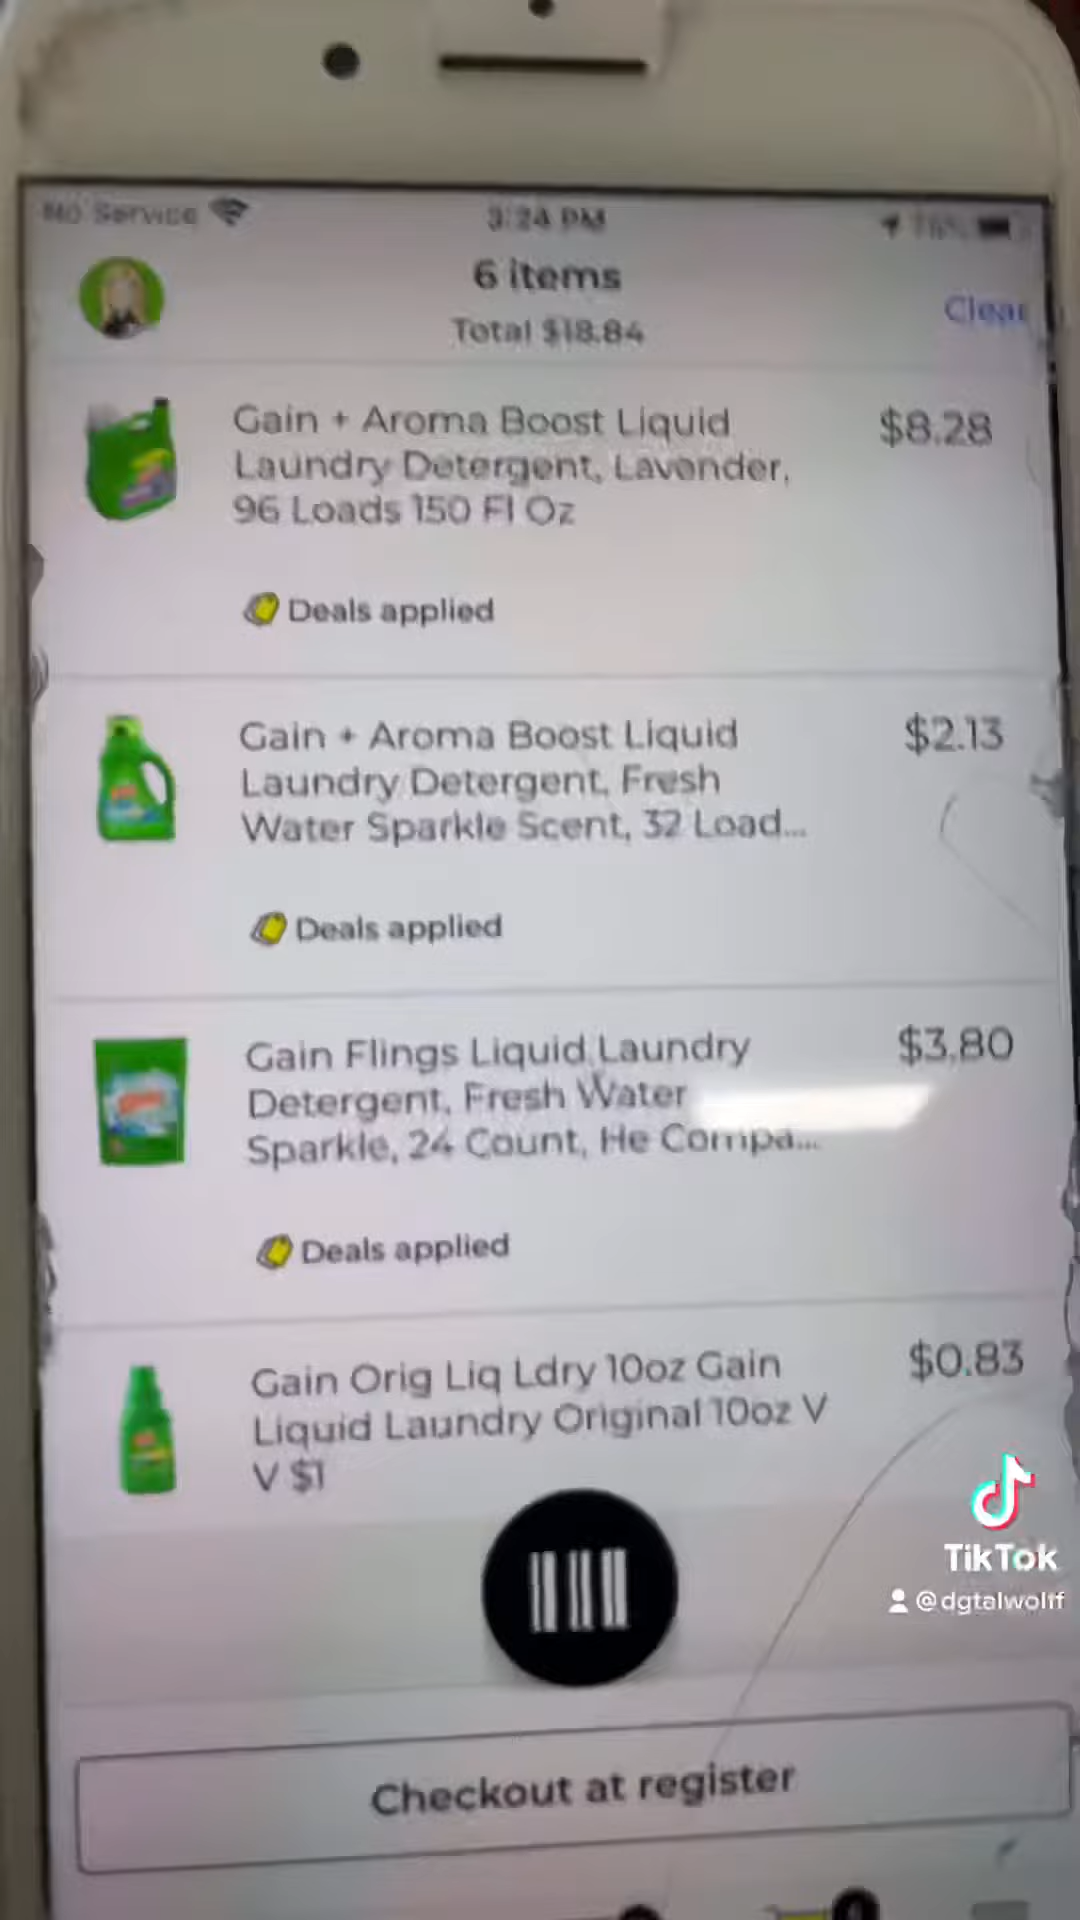 No Service
3:24 PM
6 items
Total $18.84
Clear
Gain + Aroma Boost Liquid
Laundry Detergent, Lavender,
96 Loads 150 Fl Oz
$8.28
Deals applied
Gain + Aroma Boost Liquid
Laundry Detergent, Fresh
Water Sparkle Scent, 32 Load...
$2.13
Deals applied
Gain Flings Liquid Laundry
Detergent, Fresh Water
Sparkle, 24 Count, He Compa...
$3.80
Deals applied
Gain Orig Liq Ldry 10oz Gain
Liquid Laundry Original 10oz V
V $1
$0.83
TikTok
@dgtalwolff
Checkout at register